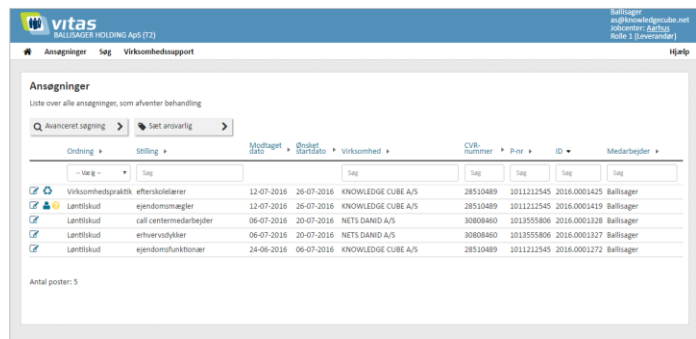 vitas
BALLISAGER HOLDING ApS (T2)
Ballisager
as@knowledgecube.net
Jobcenter: Aarhus
Rolle 1 (Leverandør)
Ansøgninger Søg Virksomhedssupport Hjælp
Ansøgninger
Liste over alle ansøgninger, som afventer behandling
Avanceret søgning Sæt ansvarlig
Ordning Stilling Modtaget dato Ønsket startdato Virksomhed CVR-nummer P-nr ID Medarbejder
-- Vælg -- Søg Søg Søg Søg Søg Søg
Virksomhedspraktik efterskolelærer 12-07-2016 26-07-2016 KNOWLEDGE CUBE A/S 28510489 1011212545 2016.0001425 Ballisager
Løntilskud ejendomsmægler 12-07-2016 26-07-2016 KNOWLEDGE CUBE A/S 28510489 1011212545 2016.0001419 Ballisager
Løntilskud call centermedarbejder 06-07-2016 20-07-2016 NETS DANID A/S 30808460 1013555806 2016.0001328 Ballisager
Løntilskud erhvervsdykker 06-07-2016 20-07-2016 NETS DANID A/S 30808460 1013555806 2016.0001327 Ballisager
Løntilskud ejendomsfunktionær 24-06-2016 06-07-2016 KNOWLEDGE CUBE A/S 28510489 1011212545 2016.0001272 Ballisager
Antal poster: 5